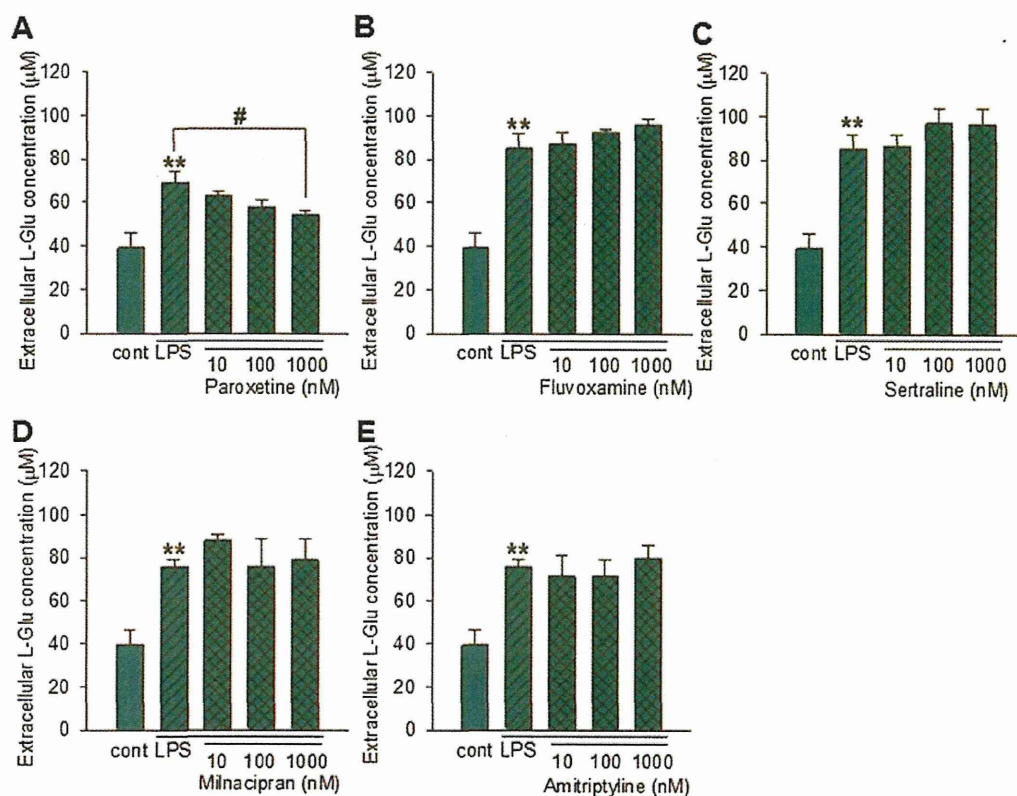 A
Extracellular L-Glu concentration (μM)
120
100
80
60
40
20
0
#
**
cont LPS
10 100 1000
Paroxetine (nM)
B
Extracellular L-Glu concentration (μM)
120
100
80
60
40
20
0
**
cont LPS
10 100 1000
Fluvoxamine (nM)
C
Extracellular L-Glu concentration (μM)
120
100
80
60
40
20
0
**
cont LPS
10 100 1000
Sertraline (nM)
D
Extracellular L-Glu concentration (μM)
120
100
80
60
40
20
0
**
cont LPS
10 100 1000
Milnacipran (nM)
E
Extracellular L-Glu concentration (μM)
120
100
80
60
40
20
0
**
cont LPS
10 100 1000
Amitriptyline (nM)